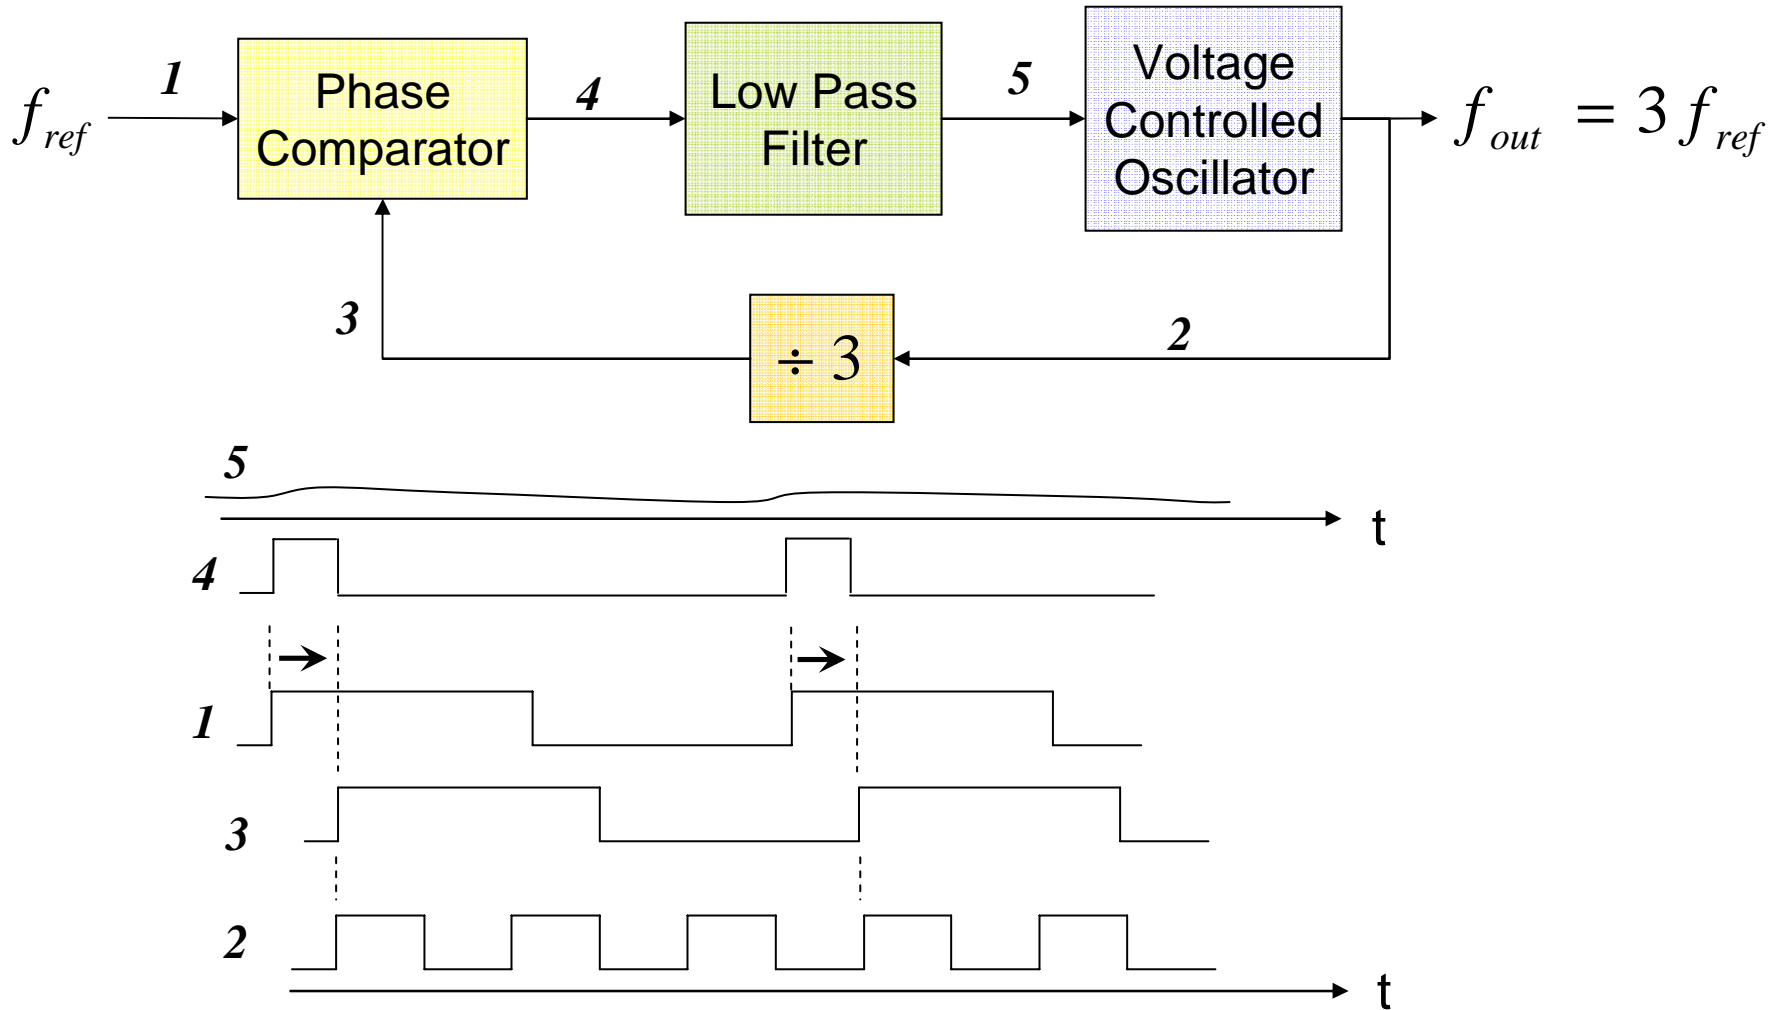 f_ref
1
Phase
Comparator
4
Low Pass
Filter
5
Voltage
Controlled
Oscillator
f_out = 3 f_ref
3
÷ 3
2
5
t
4
1
3
2
t